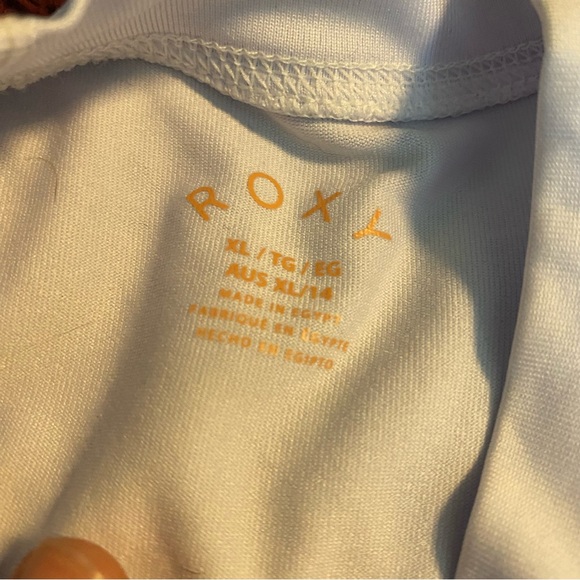 ROXY
XL / TG / EG
AUS XL/14
MADE IN EGYPT
FABRIQUE EN EGYPTE
HECHO EN EGIPTO